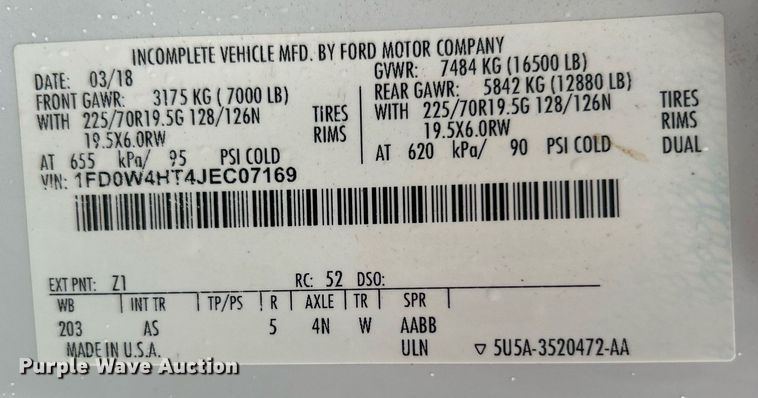 INCOMPLETE VEHICLE MFD. BY FORD MOTOR COMPANY
DATE: 03/18 GVWR: 7484 KG (16500 LB)
FRONT GAWR: 3175 KG ( 7000 LB) REAR GAWR: 5842 KG (12880 LB)
WITH 225/70R19.5G 128/126N TIRES WITH 225/70R19.5G 128/126N TIRES
19.5X6.0RW RIMS 19.5X6.0RW RIMS
AT 655 kPa/ 95 PSI COLD AT 620 kPa/ 90 PSI COLD DUAL
VIN: 1FD0W4HT4JEC07169
EXT PNT: Z1 RC: 52 DSO:
WB INT TR TP/PS R AXLE TR SPR
203 AS 5 4N W AABB
MADE IN U.S.A. ULN ▽ 5U5A-3520472-AA
Purple Wave Auction